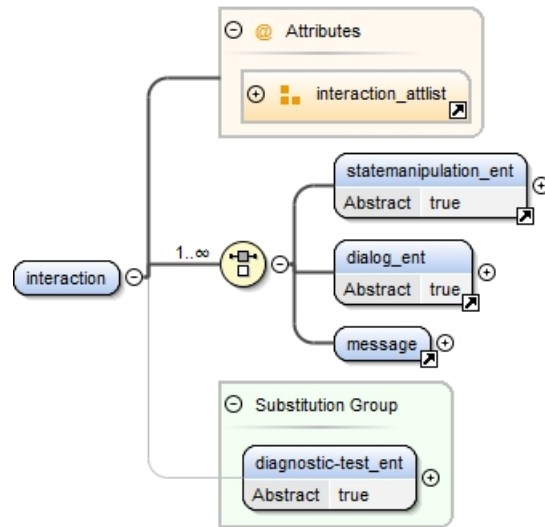 @ Attributes
interaction_attlist
statemanipulation_ent
Abstract true
1..∞
dialog_ent
Abstract true
interaction
message
Substitution Group
diagnostic-test_ent
Abstract true